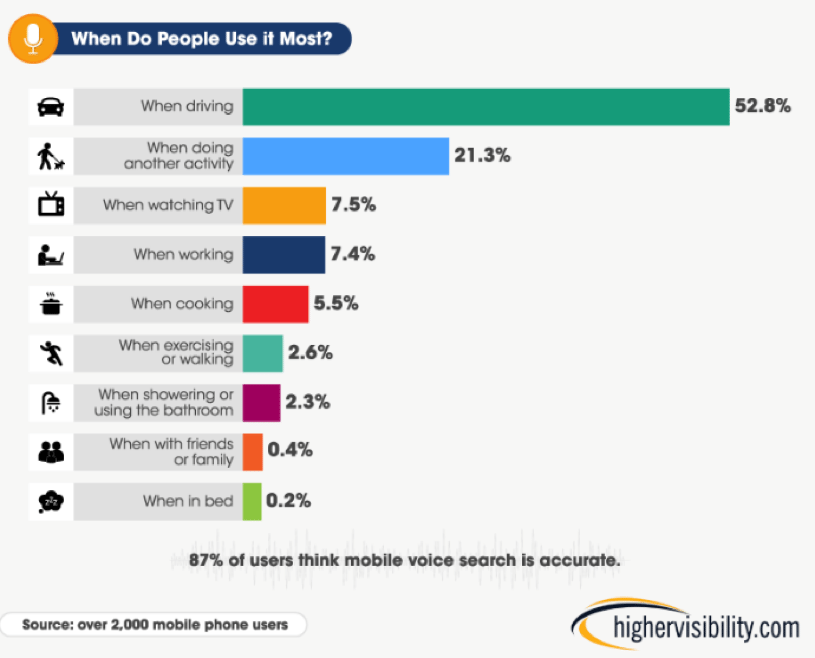 When Do People Use it Most?
When driving
52.8%
When doing
another activity
21.3%
When watching TV
7.5%
When working
7.4%
When cooking
5.5%
When exercising
or walking
2.6%
When showering or
using the bathroom
2.3%
When with friends
or family
0.4%
When in bed
0.2%
87% of users think mobile voice search is accurate.
Source: over 2,000 mobile phone users
highervisibility.com